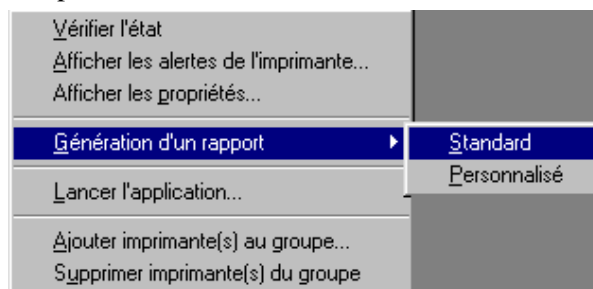 Vérifier l'état
Afficher les alertes de l'imprimante...
Afficher les propriétés...
Génération d'un rapport
Standard
Personnalisé
Lancer l'application...
Ajouter imprimante(s) au groupe...
Supprimer imprimante(s) du groupe